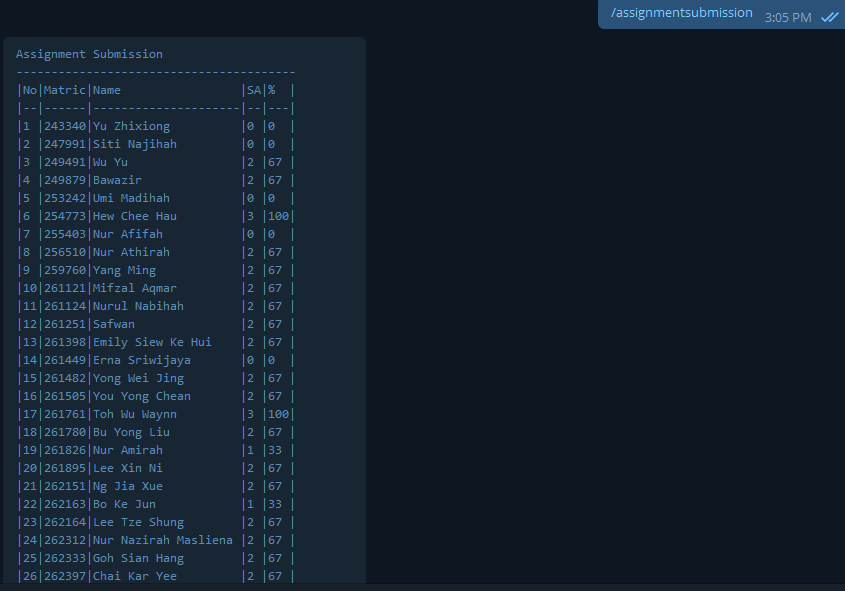 /assignmentsubmission 3:05 PM
Assignment Submission
----------------------------------------
|No|Matric|Name                 |SA|%  |
|--|------|---------------------|--|---|
|1 |243340|Yu Zhixiong          |0 |0  |
|2 |247991|Siti Najihah         |0 |0  |
|3 |249491|Wu Yu                |2 |67 |
|4 |249879|Bawazir              |2 |67 |
|5 |253242|Umi Madihah          |0 |0  |
|6 |254773|Hew Chee Hau         |3 |100|
|7 |255403|Nur Afifah           |0 |0  |
|8 |256510|Nur Athirah          |2 |67 |
|9 |259760|Yang Ming            |2 |67 |
|10|261121|Mifzal Aqmar         |2 |67 |
|11|261124|Nurul Nabihah        |2 |67 |
|12|261251|Safwan               |2 |67 |
|13|261398|Emily Siew Ke Hui    |2 |67 |
|14|261449|Erna Sriwijaya       |0 |0  |
|15|261482|Yong Wei Jing        |2 |67 |
|16|261505|You Yong Chean       |2 |67 |
|17|261761|Toh Wu Waynn         |3 |100|
|18|261780|Bu Yong Liu          |2 |67 |
|19|261826|Nur Amirah           |1 |33 |
|20|261895|Lee Xin Ni           |2 |67 |
|21|262151|Ng Jia Xue           |2 |67 |
|22|262163|Bo Ke Jun            |1 |33 |
|23|262164|Lee Tze Shung        |2 |67 |
|24|262312|Nur Nazirah Masliena |2 |67 |
|25|262333|Goh Sian Hang        |2 |67 |
|26|262397|Chai Kar Yee         |2 |67 |